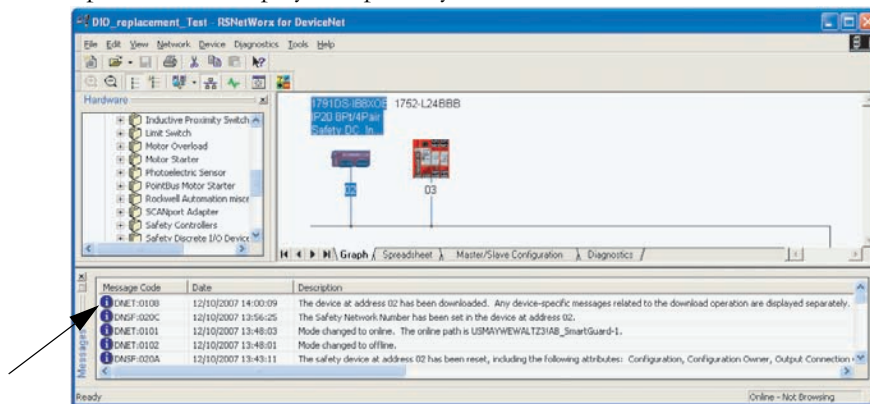 DID_replacement_Test - RSNetWorx for DeviceNet
File Edit View Network Device Diagnostics Tools Help
Hardware
Inductive Proximity Switch
Limit Switch
Motor Overload
Motor Starter
Photoelectric Sensor
PointBus Motor Starter
Rockwell Automation miscr
SCANport Adapter
Safety Controllers
Safety Discrete I/O Device
1791DS-IB8XOB
IP20 8Pt/4Pair
Safety DC In...
1752-L24BBB
02
03
Graph Spreadsheet Master/Slave Configuration Diagnostics
Messages
Message Code Date Description
DNET:0108 12/10/2007 14:00:09 The device at address 02 has been downloaded. Any device-specific messages related to the download operation are displayed separately.
DNSF:020C 12/10/2007 13:56:25 The Safety Network Number has been set in the device at address 02.
DNET:0101 12/10/2007 13:48:03 Mode changed to online. The online path is USMAYWEWALTZ3!AB_SmartGuard-1.
DNET:0102 12/10/2007 13:48:01 Mode changed to offline.
DNSF:020A 12/10/2007 13:43:11 The safety device at address 02 has been reset, including the following attributes: Configuration, Configuration Owner, Output Connection
Ready
Online - Not Browsing